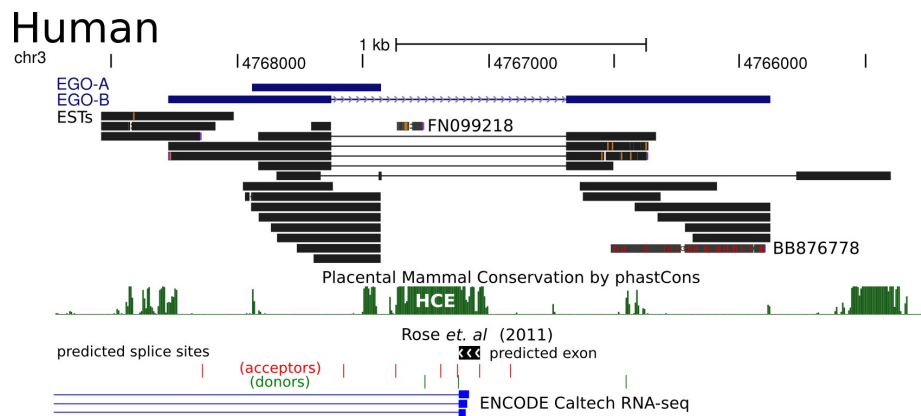 Human
1 kb
chr3
4768000 4767000 4766000
EGO-A
EGO-B
ESTs
FN099218
BB876778
Placental Mammal Conservation by phastCons
HCE
Rose et. al (2011)
predicted splice sites
predicted exon
(acceptors)
(donors)
ENCODE Caltech RNA-seq